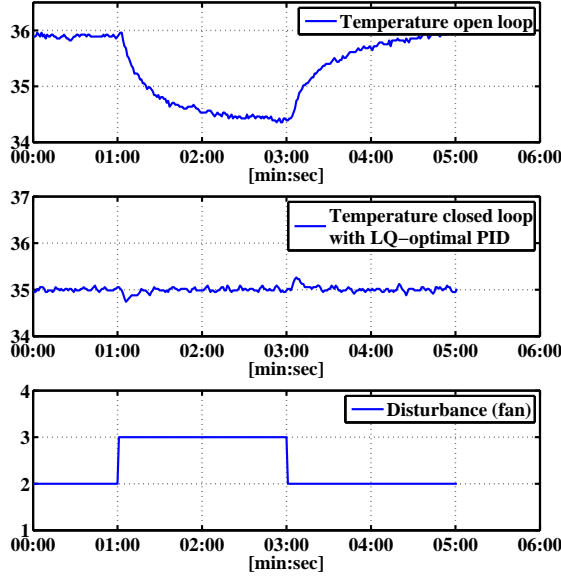 36
Temperature open loop
35
34
00:00 01:00 02:00 03:00 04:00 05:00 06:00
[min:sec]
37
Temperature closed loop
with LQ−optimal PID
36
35
34
00:00 01:00 02:00 03:00 04:00 05:00 06:00
[min:sec]
4
Disturbance (fan)
3
2
1
00:00 01:00 02:00 03:00 04:00 05:00 06:00
[min:sec]